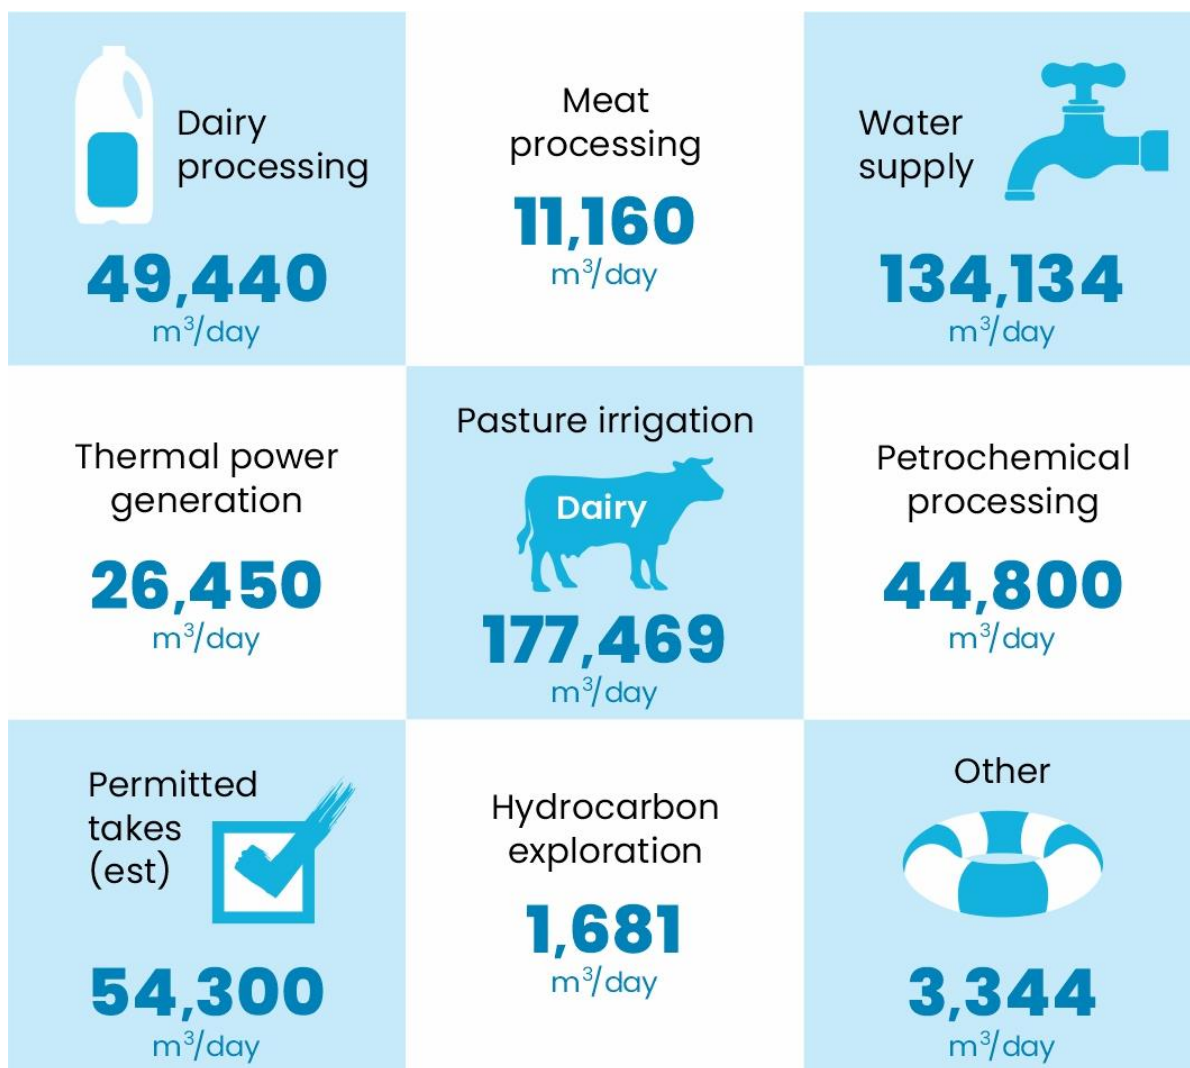 Dairy
processing
49,440
m³/day
Meat
processing
11,160
m³/day
Water
supply
134,134
m³/day
Thermal power
generation
26,450
m³/day
Pasture irrigation
Dairy
177,469
m³/day
Petrochemical
processing
44,800
m³/day
Permitted
takes
(est)
54,300
m³/day
Hydrocarbon
exploration
1,681
m³/day
Other
3,344
m³/day